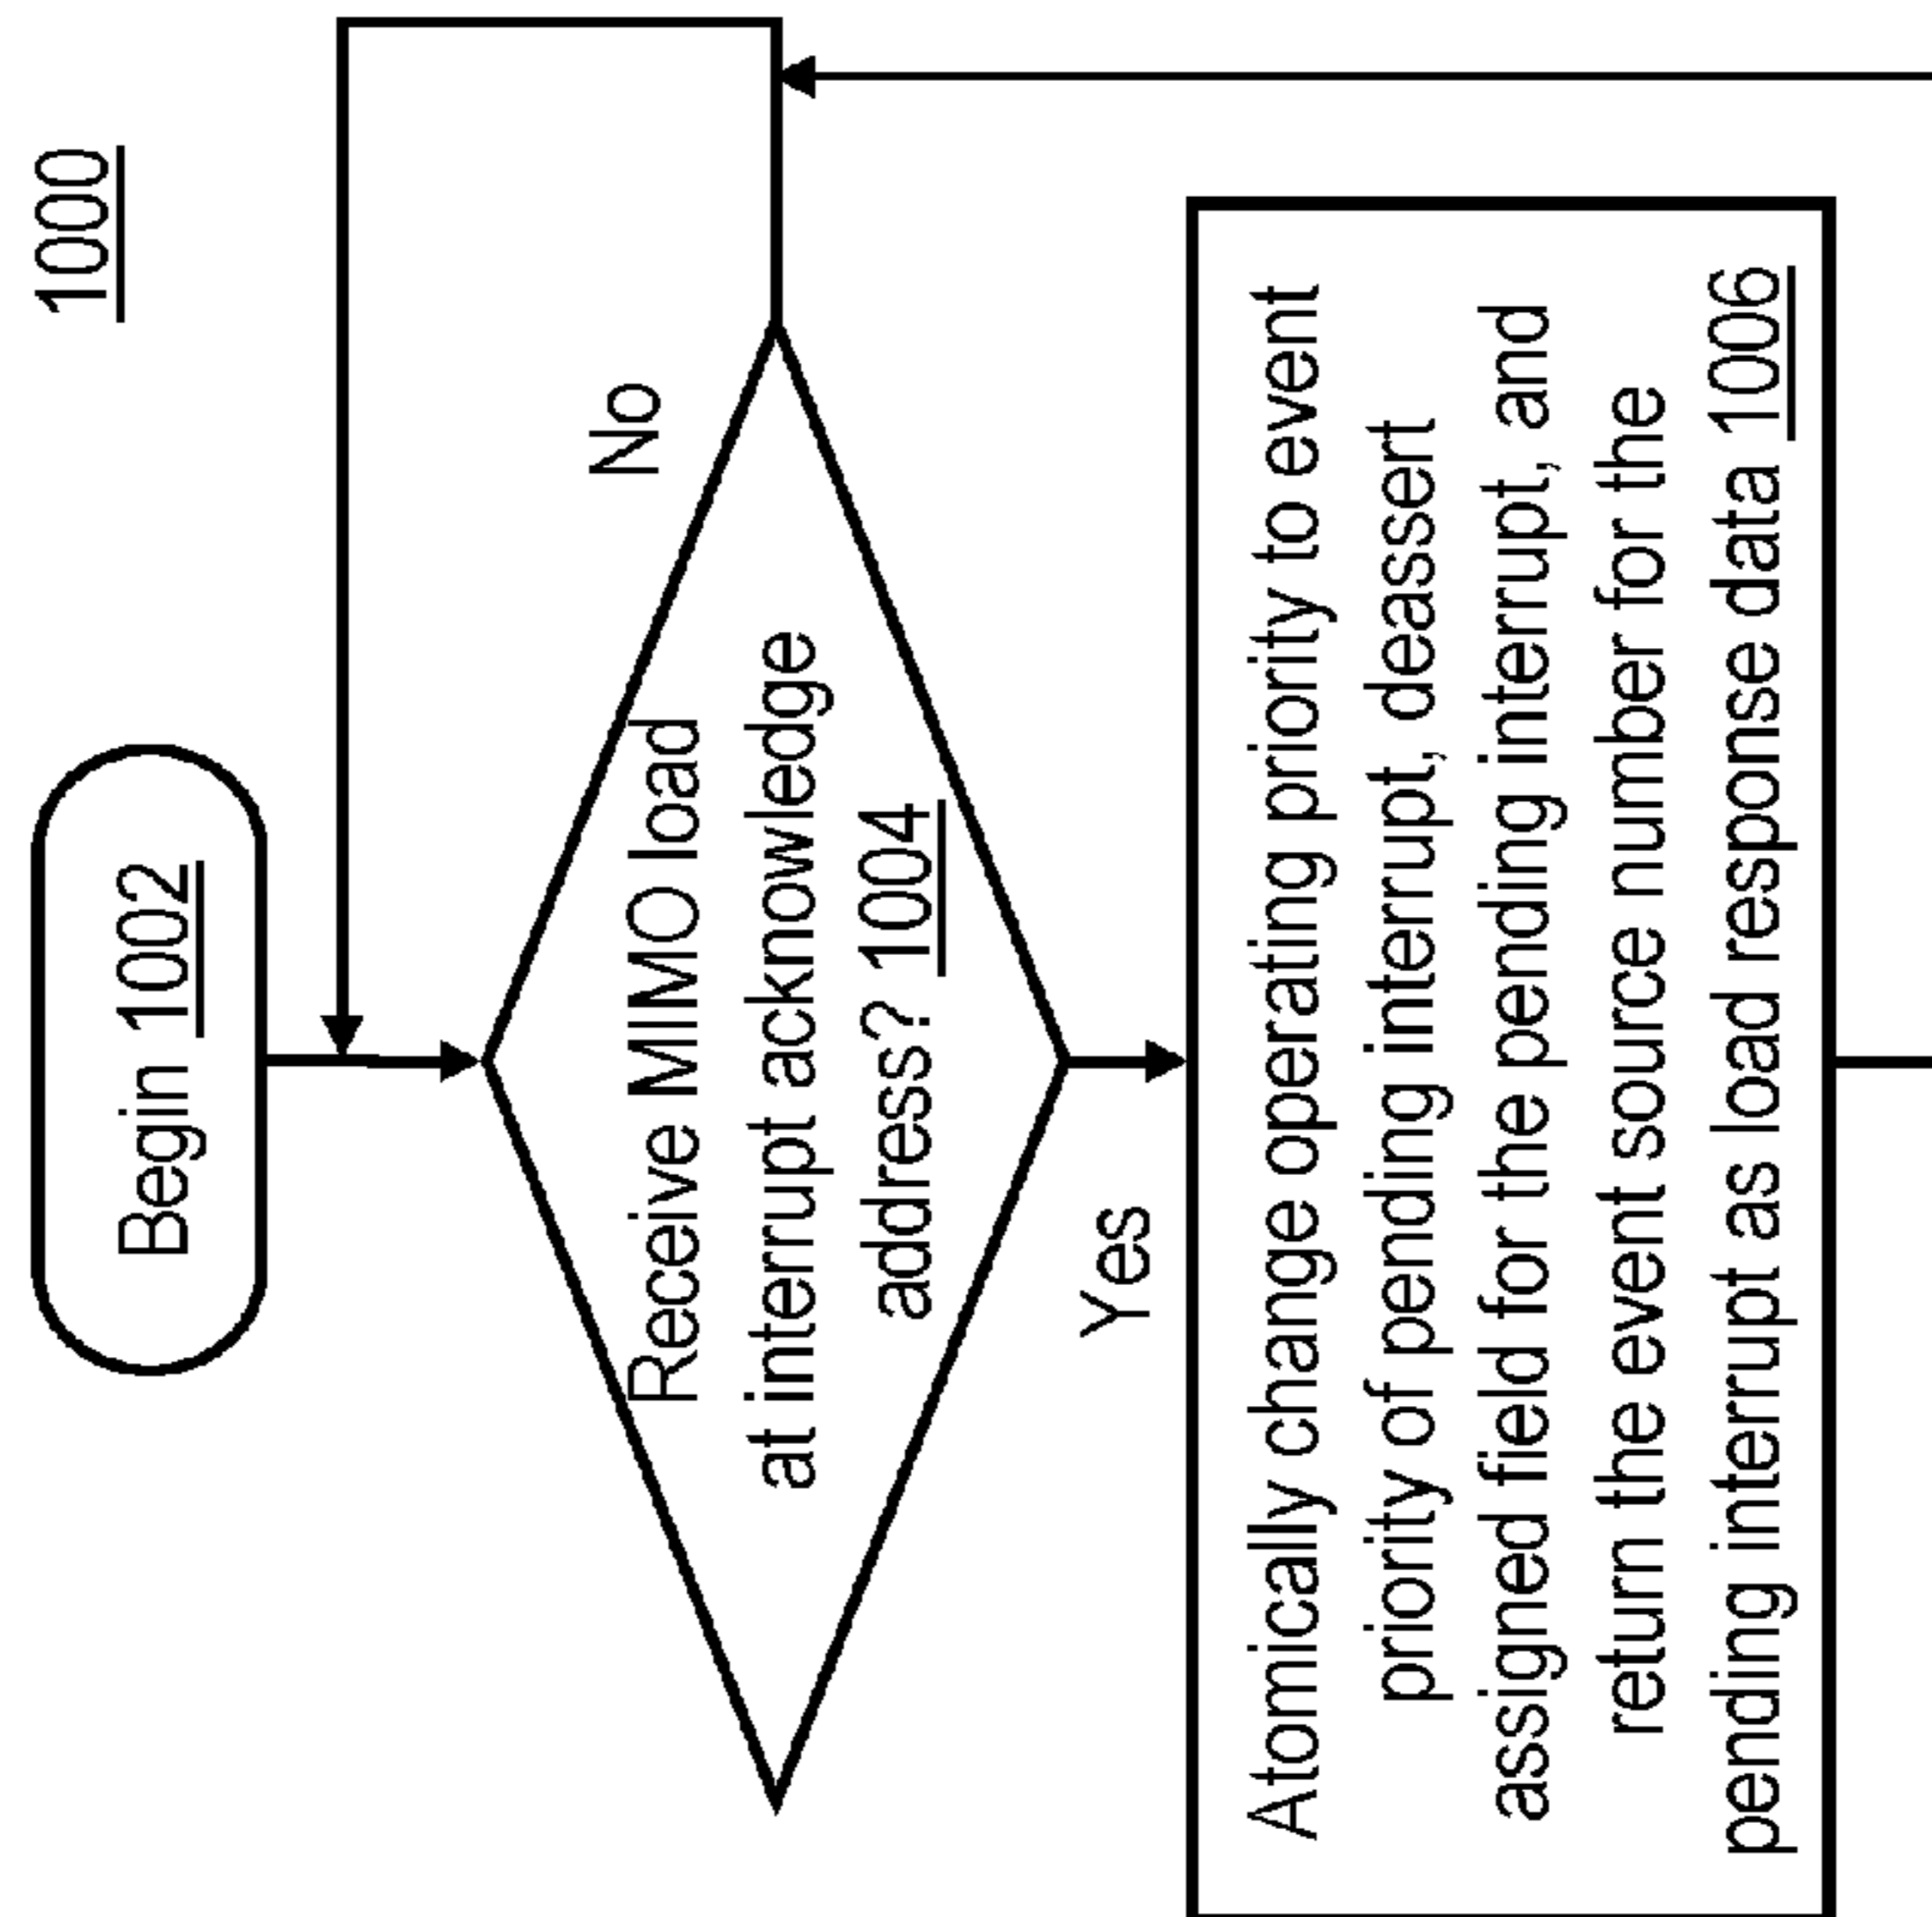 1000
Begin 1002
Receive MIMO load
at interrupt acknowledge
address? 1004
No
Yes
Atomically change operating priority to event
priority of pending interrupt, deassert
assigned field for the pending interrupt, and
return the event source number for the
pending interrupt as load response data 1006